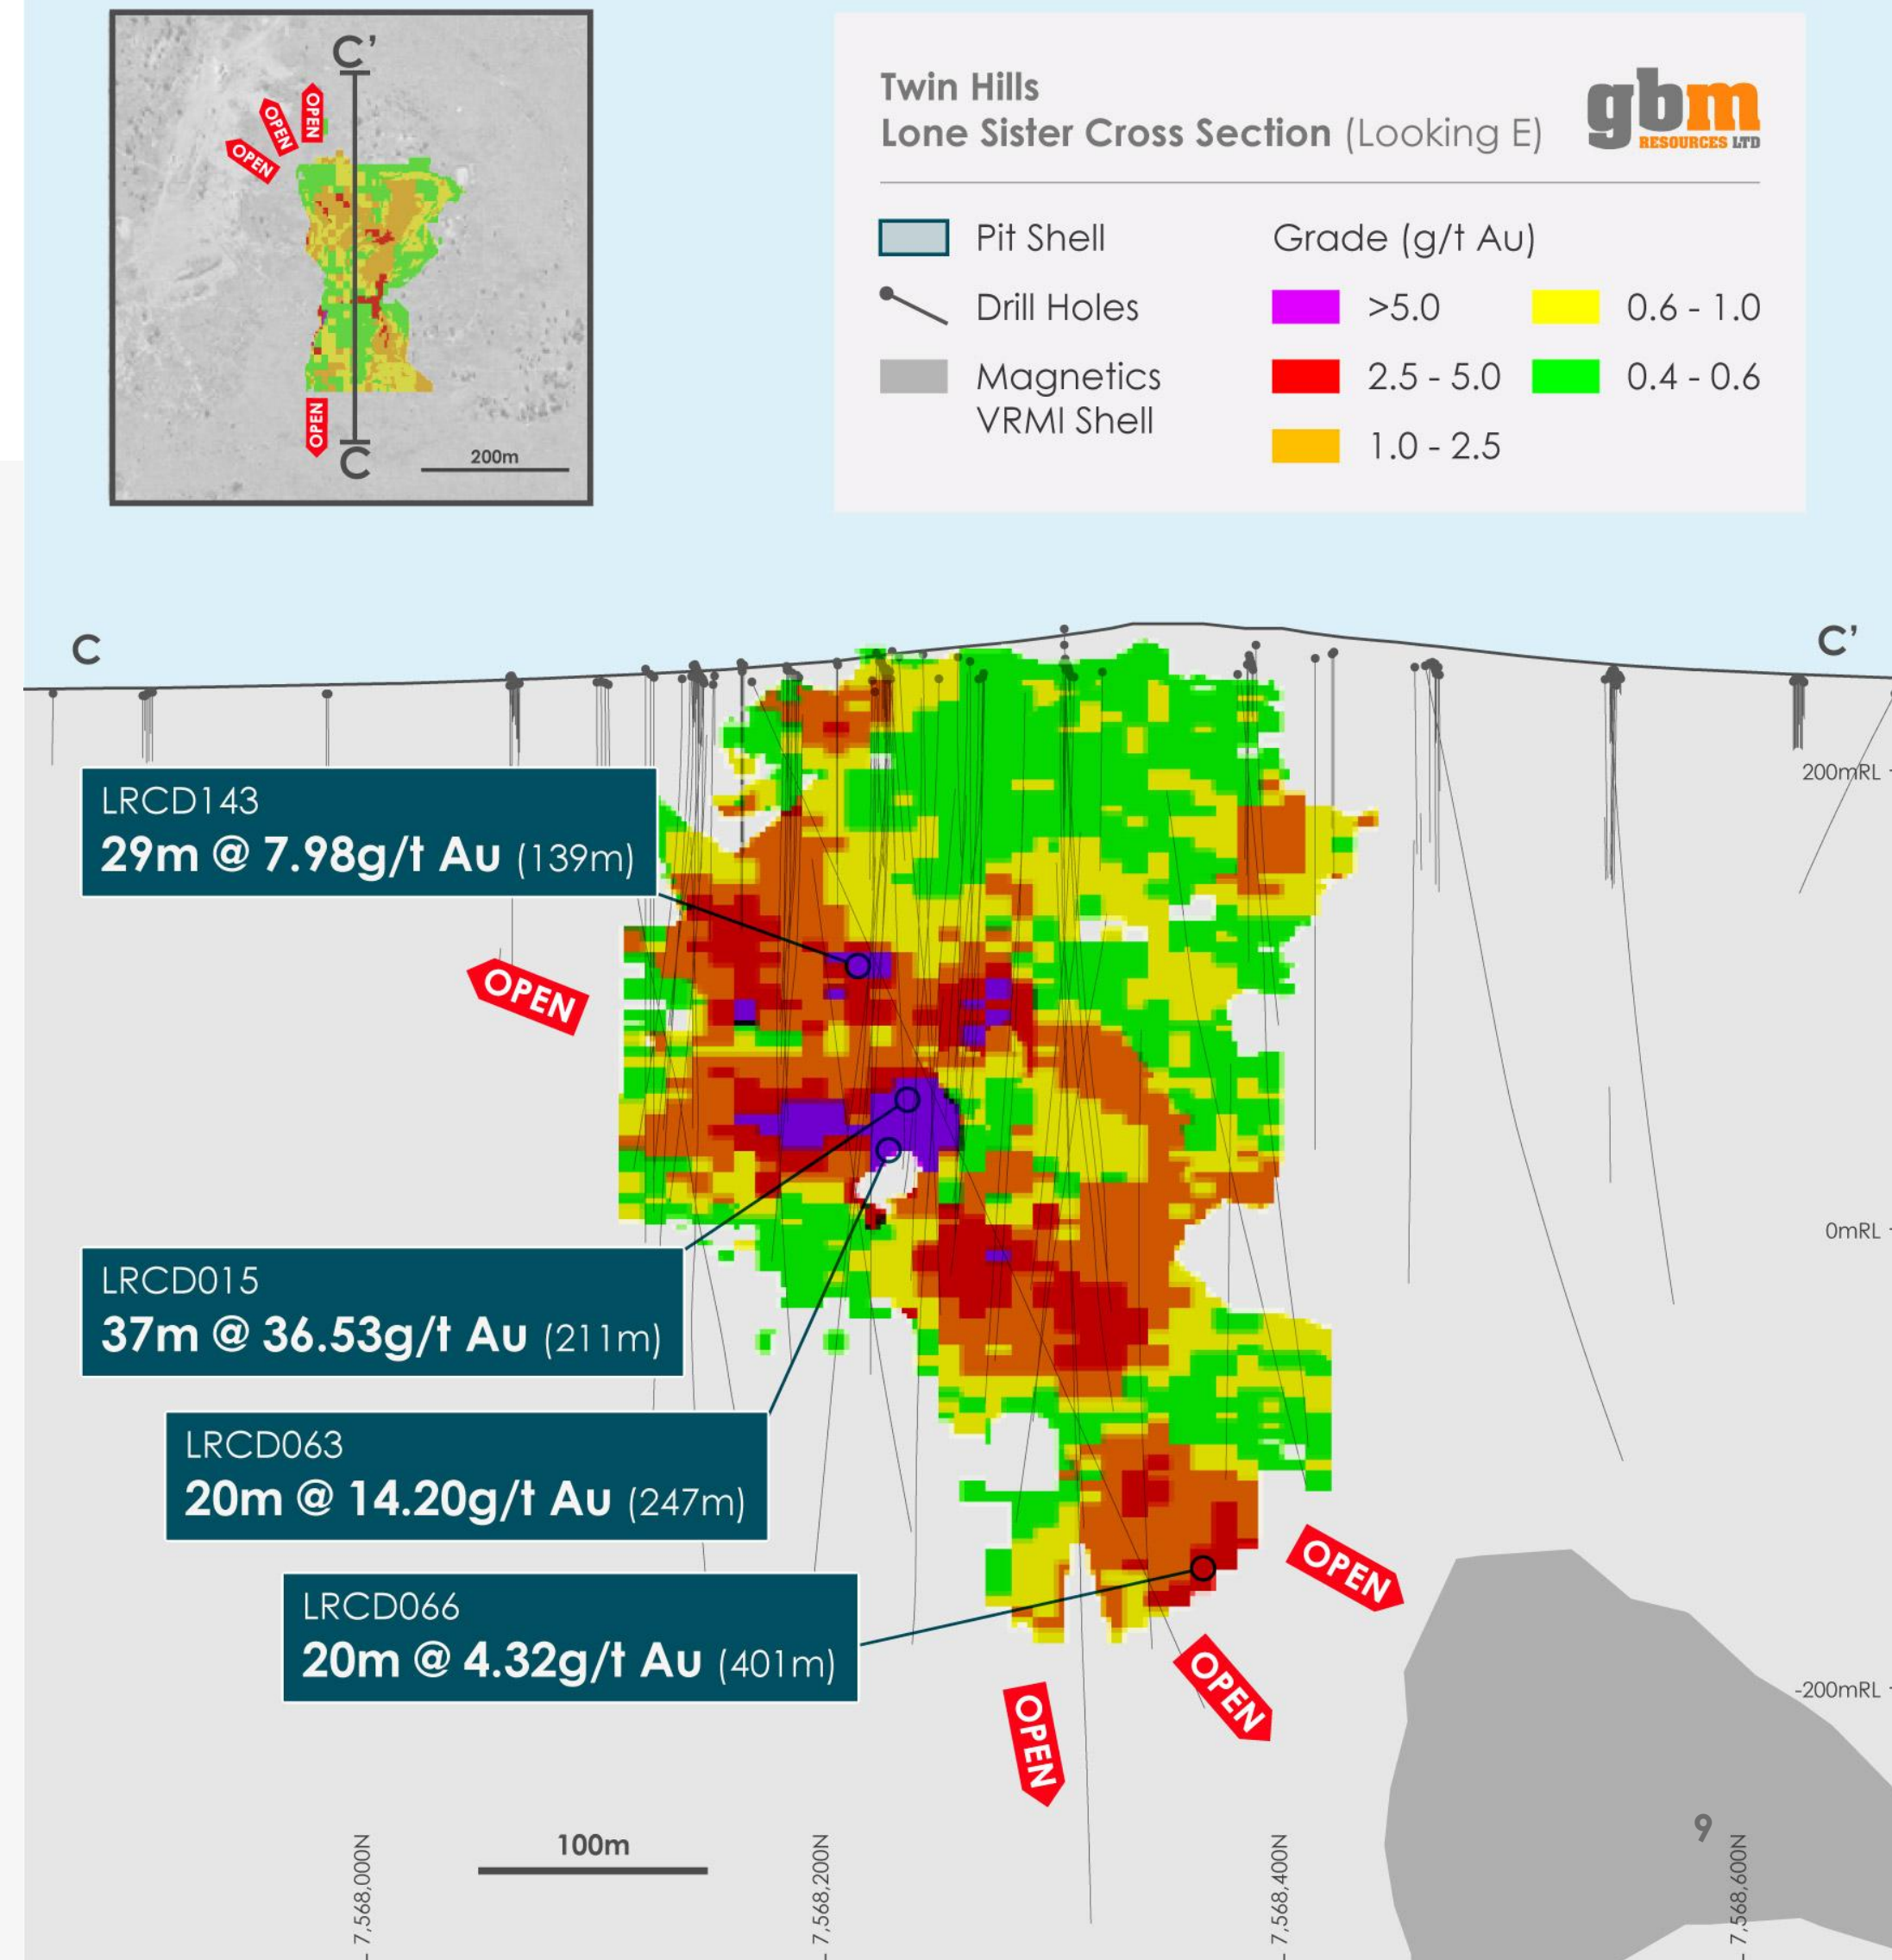 C'
OPEN
OPEN
OPEN
OPEN
C
200m
Twin Hills
Lone Sister Cross Section (Looking E)
gbm
RESOURCES LTD
Pit Shell
Drill Holes
Magnetics
VRMI Shell
Grade (g/t Au)
>5.0
0.6 - 1.0
2.5 - 5.0
0.4 - 0.6
1.0 - 2.5
C
C'
200mRL
LRCD143
29m @ 7.98g/t Au (139m)
OPEN
0mRL
LRCD015
37m @ 36.53g/t Au (211m)
LRCD063
20m @ 14.20g/t Au (247m)
OPEN
LRCD066
20m @ 4.32g/t Au (401m)
OPEN
-200mRL
OPEN
9
100m
7,568,000N
7,568,200N
7,568,400N
7,568,600N